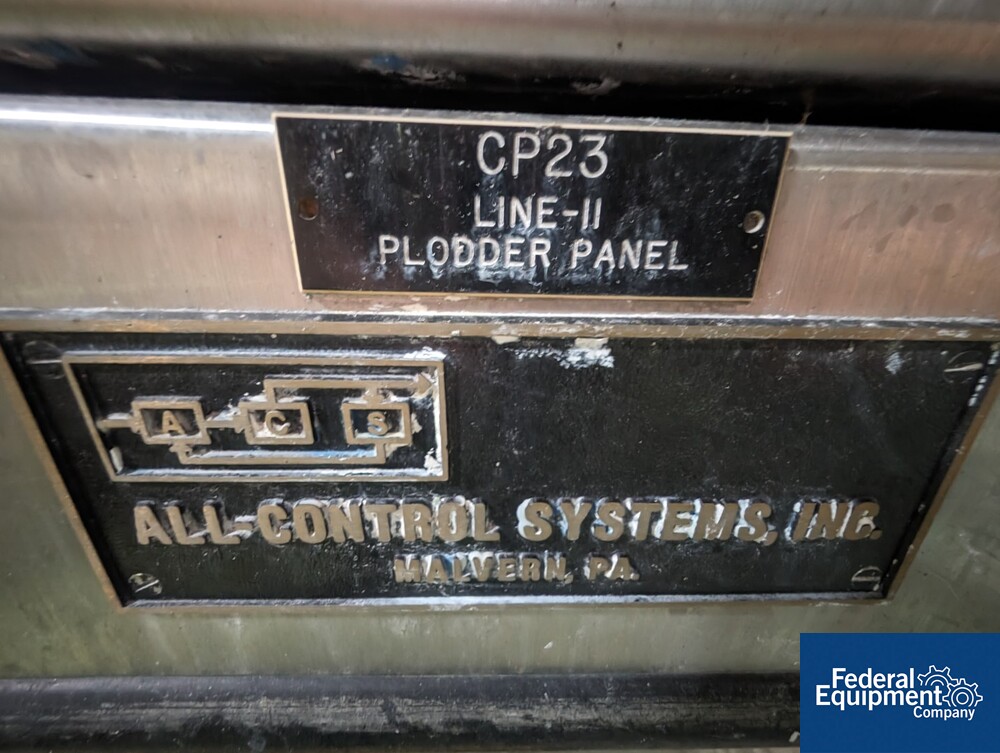 CP23
LINE-II
PLODDER PANEL
A C S
ALL-CONTROL SYSTEMS, INC.
MALVERN, PA.
Federal
Equipment
Company